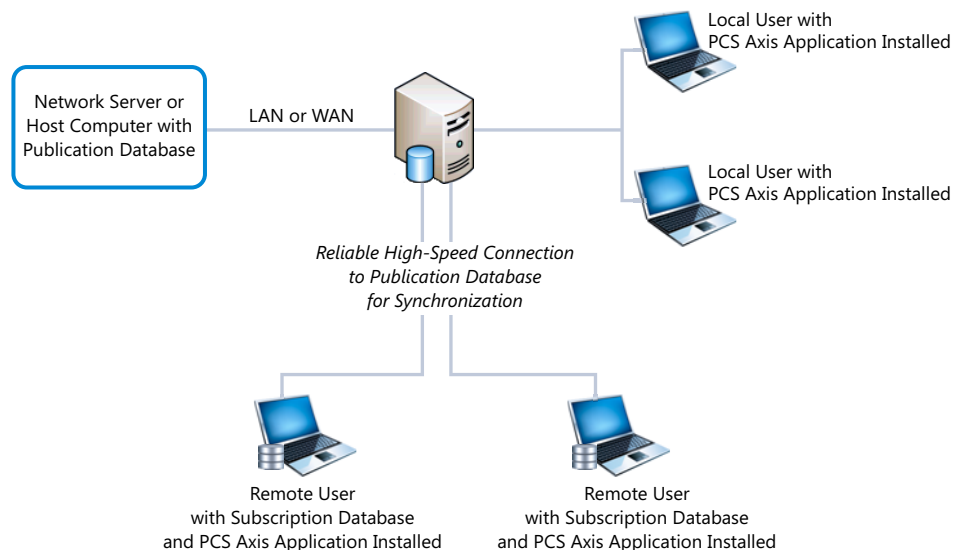 Local User with
PCS Axis Application Installed
Network Server or
Host Computer with
Publication Database
LAN or WAN
Local User with
PCS Axis Application Installed
Reliable High-Speed Connection
to Publication Database
for Synchronization
Remote User
with Subscription Database
and PCS Axis Application Installed
Remote User
with Subscription Database
and PCS Axis Application Installed